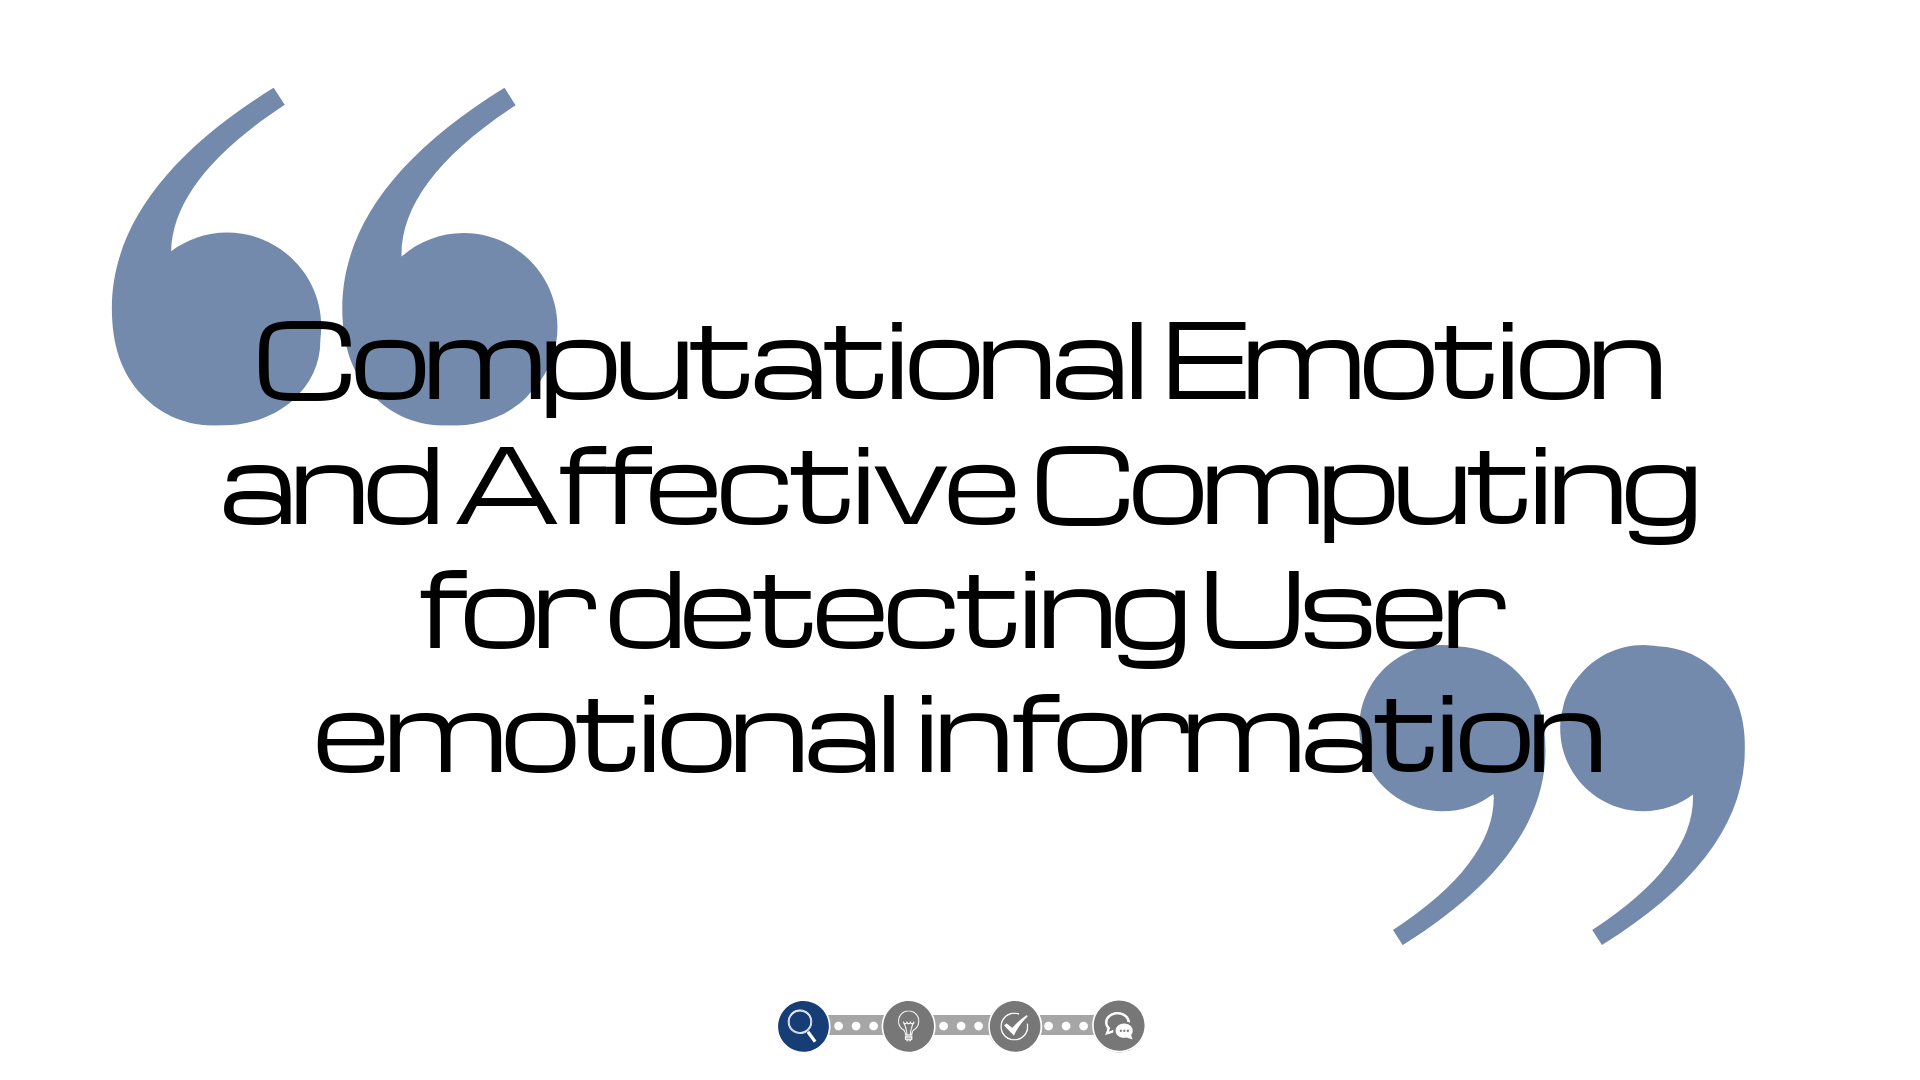 Computational Emotion
and Affective Computing
for detecting User
emotional information